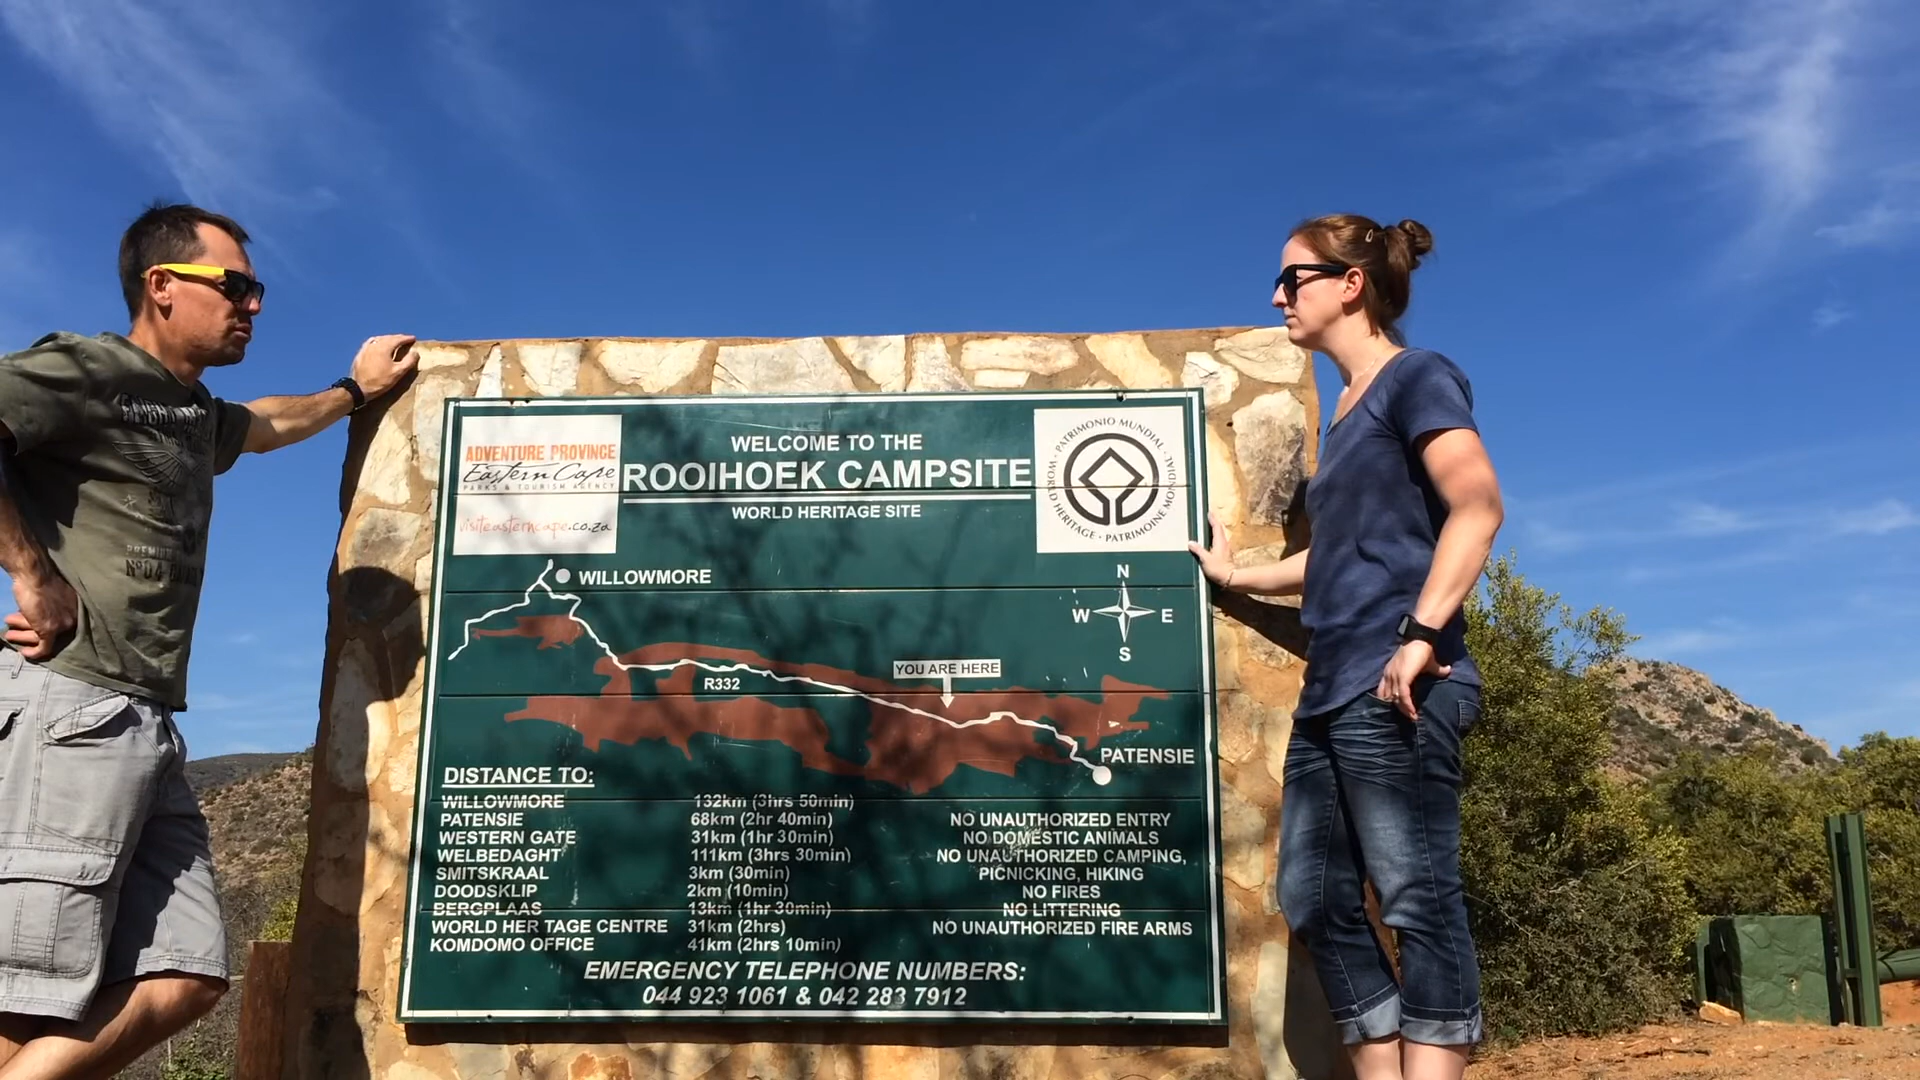 ADVENTURE PROVINCE
Eastern Cape
PARKS & TOURISM AGENCY
visiteasterncape.co.za
WELCOME TO THE
ROOIHOEK CAMPSITE
WORLD HERITAGE SITE
PATRIMONIO MUNDIAL · WORLD HERITAGE · PATRIMOINE MONDIAL ·
WILLOWMORE
N
W E
S
YOU ARE HERE
R332
PATENSIE
DISTANCE TO:
WILLOWMORE 132km (3hrs 50min)
PATENSIE 68km (2hr 40min)
WESTERN GATE 31km (1hr 30min)
WELBEDAGHT 111km (3hrs 30min)
SMITSKRAAL 3km (30min)
DOODSKLIP 2km (10min)
BERGPLAAS 13km (1hr 30min)
WORLD HER TAGE CENTRE 31km (2hrs)
KOMDOMO OFFICE 41km (2hrs 10min)
NO UNAUTHORIZED ENTRY
NO DOMESTIC ANIMALS
NO UNAUTHORIZED CAMPING,
PICNICKING, HIKING
NO FIRES
NO LITTERING
NO UNAUTHORIZED FIRE ARMS
EMERGENCY TELEPHONE NUMBERS:
044 923 1061 & 042 283 7912